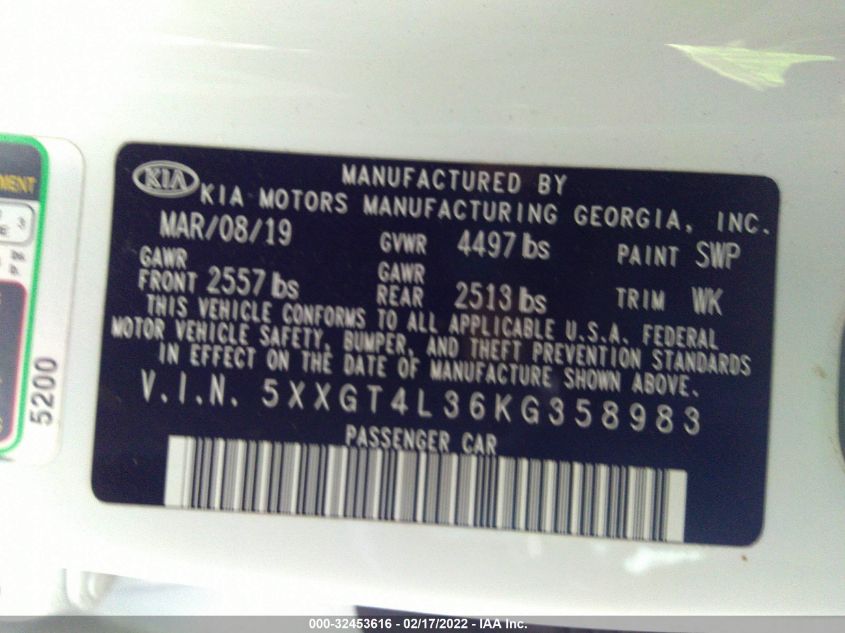 MANUFACTURED BY
KIA KIA MOTORS MANUFACTURING GEORGIA, INC.
MAR/08/19 GVWR 4497 lbs PAINT SWP
GAWR FRONT 2557 lbs GAWR REAR 2513 lbs TRIM WK
THIS VEHICLE CONFORMS TO ALL APPLICABLE U.S.A. FEDERAL
MOTOR VEHICLE SAFETY, BUMPER, AND THEFT PREVENTION STANDARDS
IN EFFECT ON THE DATE OF MANUFACTURE SHOWN ABOVE.
V.I.N. 5XXGT4L36KG358983
PASSENGER CAR
5200
000-32453616 - 02/17/2022 - IAA Inc.